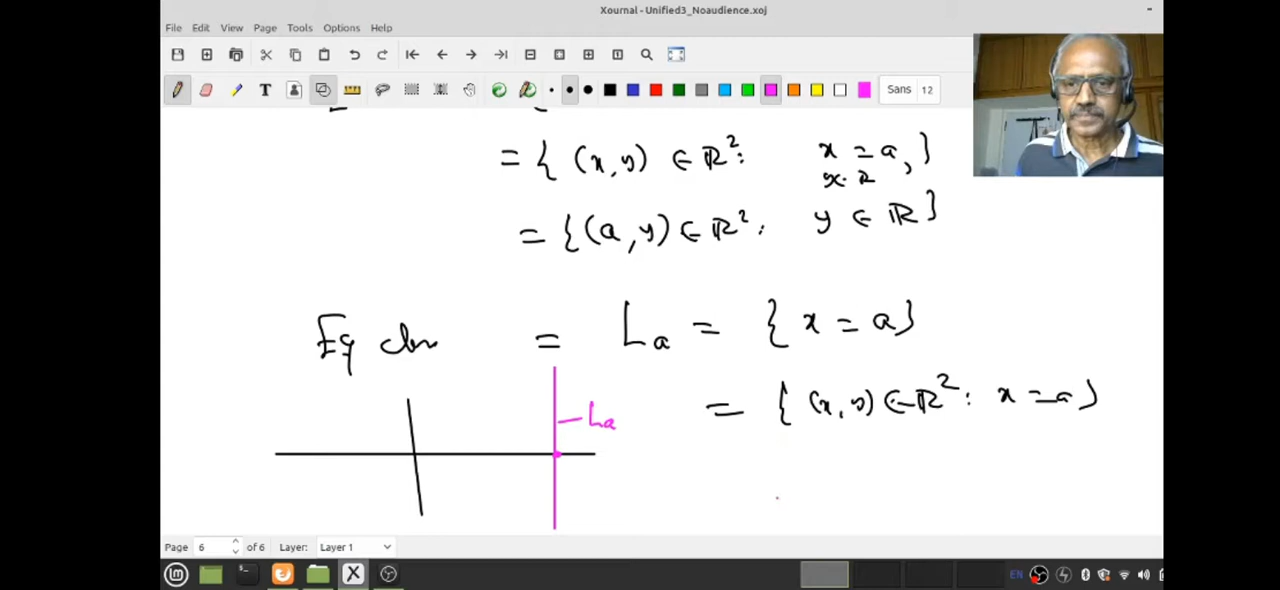 Xournal - Unified3_Noaudience.xoj
File Edit View Page Tools Options Help
Sans 12
= { (x, y) ∈ ℝ²: x = a, }
= {(a, y) ∈ ℝ²: y ∈ ℝ}
Eq = Lₐ = { x = a}
Lₐ
= { (x, y) ∈ ℝ²: x = a}
Page 6 of 6 Layer: Layer 1
EN